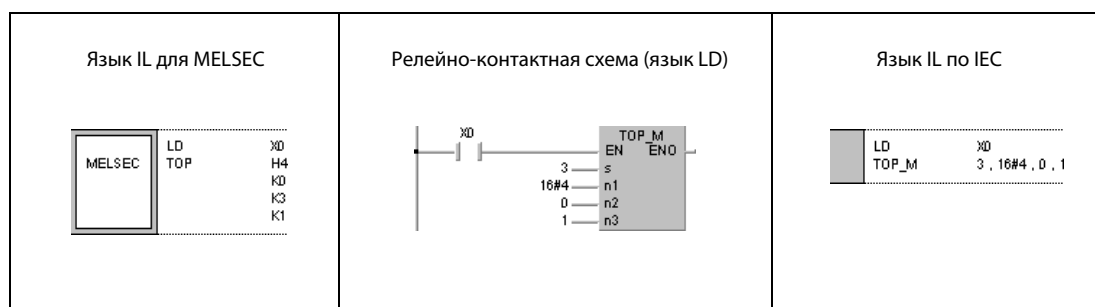 Язык IL для MELSEC
MELSEC
LD X0
TOP H4
K0
K3
K1
Релейно-контактная схема (язык LD)
X0
TOP_M
EN ENO
3 s
16#4 n1
0 n2
1 n3
Язык IL по IEC
LD X0
TOP_M 3 , 16#4 , 0 , 1